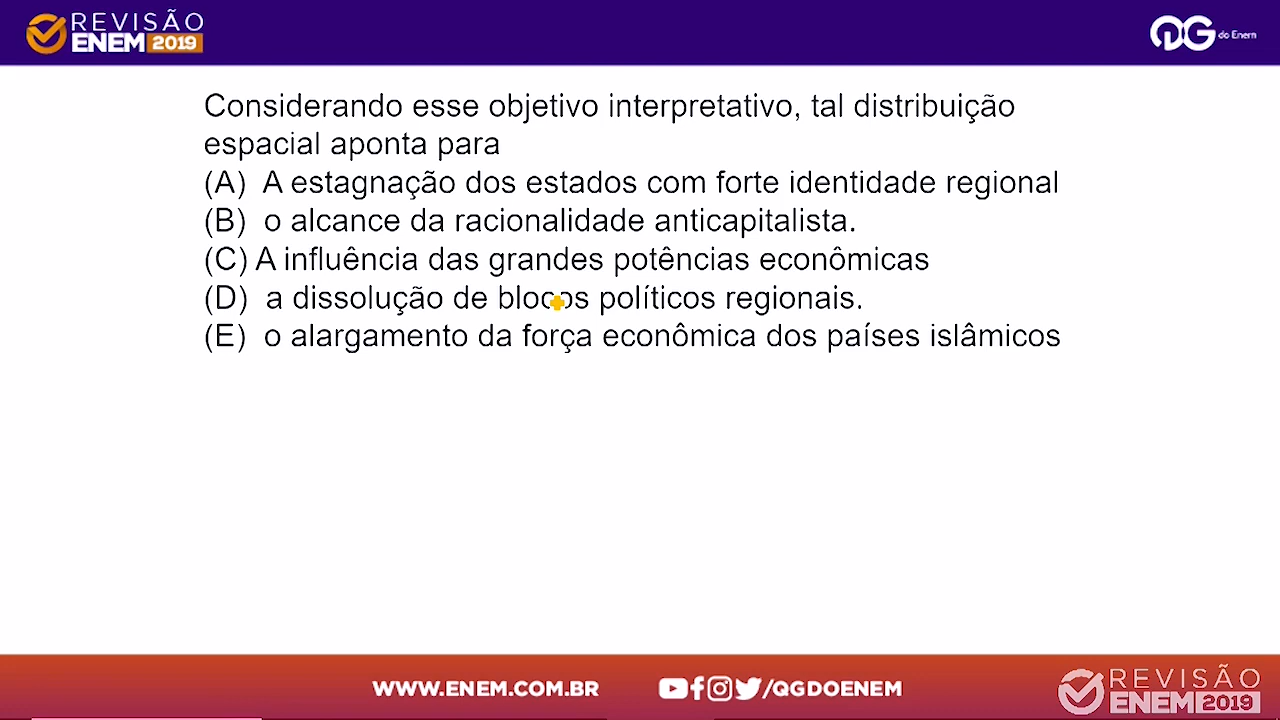 REVISÃO
ENEM 2019
QG do Enem
Considerando esse objetivo interpretativo, tal distribuição
espacial aponta para
(A) A estagnação dos estados com forte identidade regional
(B) o alcance da racionalidade anticapitalista.
(C) A influência das grandes potências econômicas
(D) a dissolução de blocos políticos regionais.
(E) o alargamento da força econômica dos países islâmicos
WWW.ENEM.COM.BR
/QGDOENEM
REVISÃO
ENEM 2019